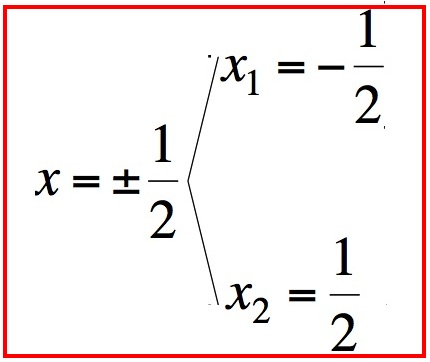 x₁ = −1/2
x = ±1/2
x₂ = 1/2